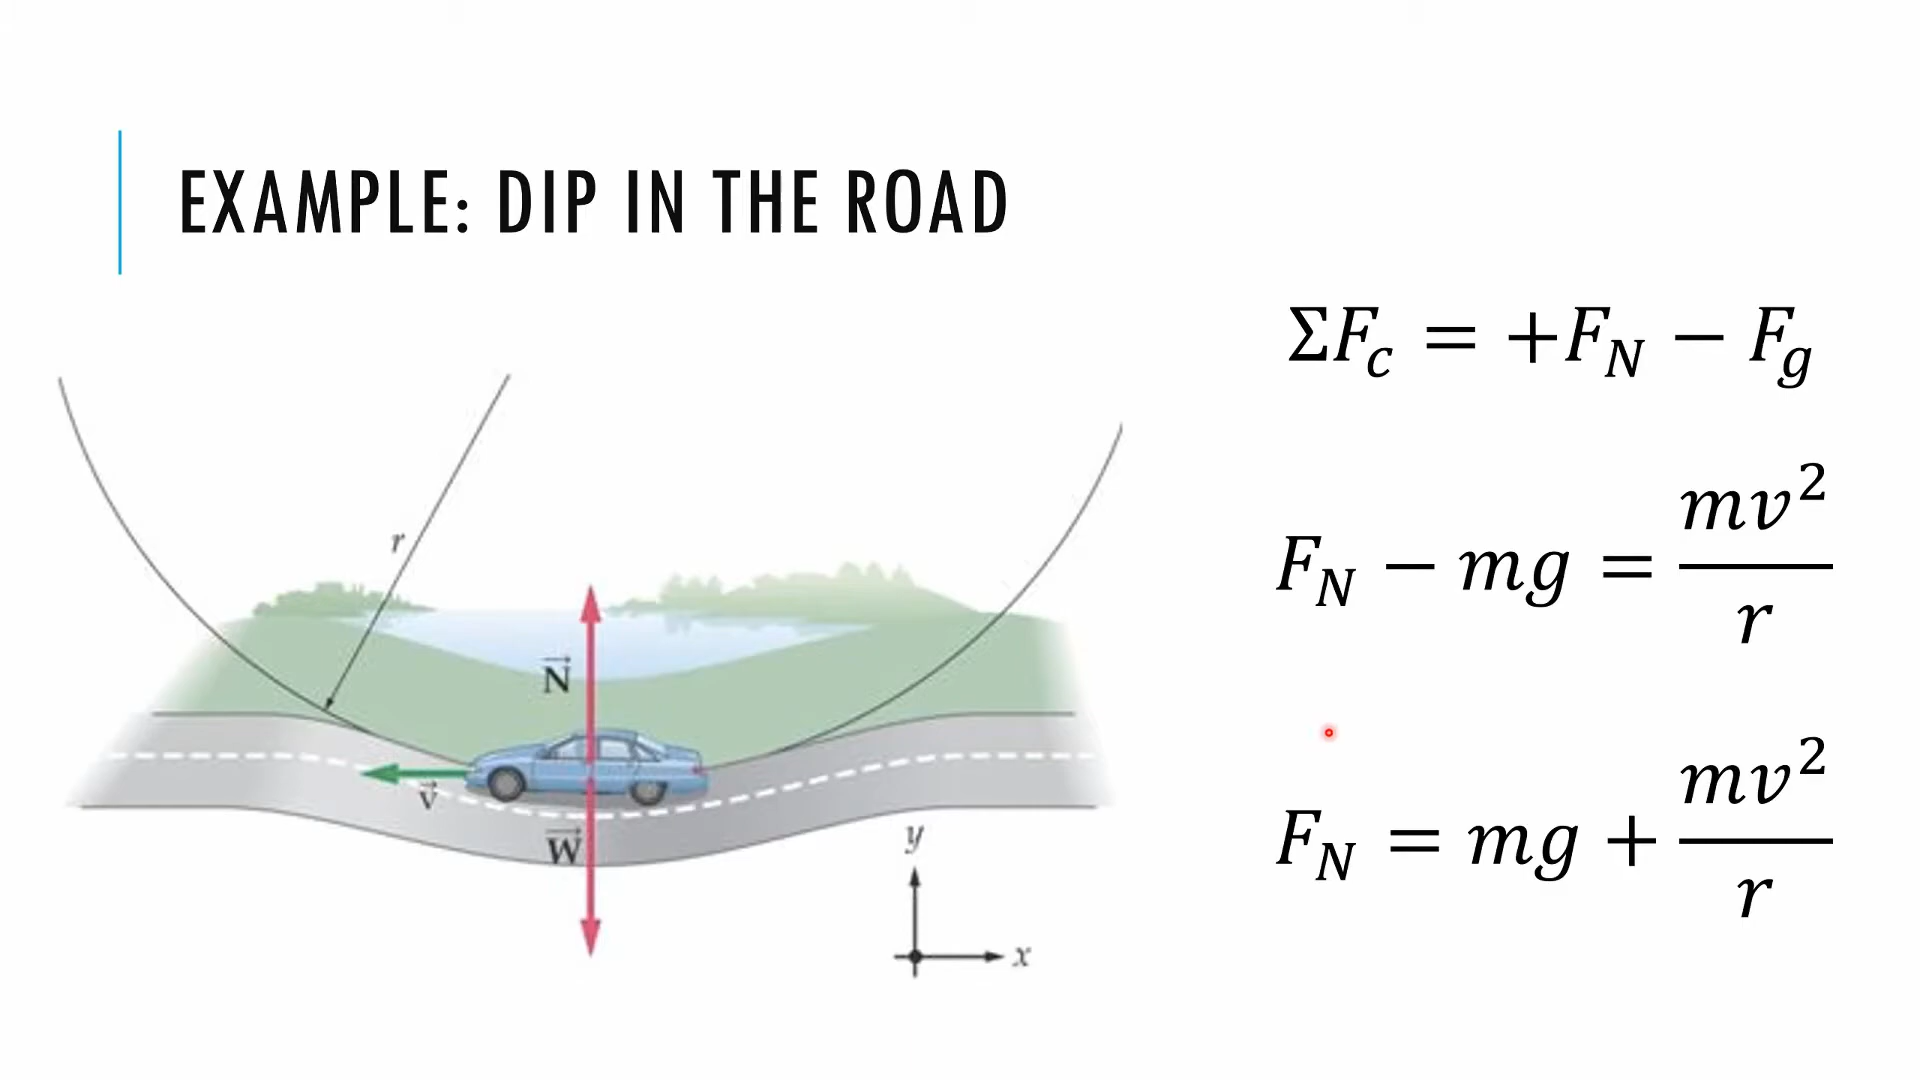 EXAMPLE: DIP IN THE ROAD
ΣF_c = +F_N − F_g
F_N − mg = mv²/r
F_N = mg + mv²/r
r
N⃗
v⃗
W⃗
y
x